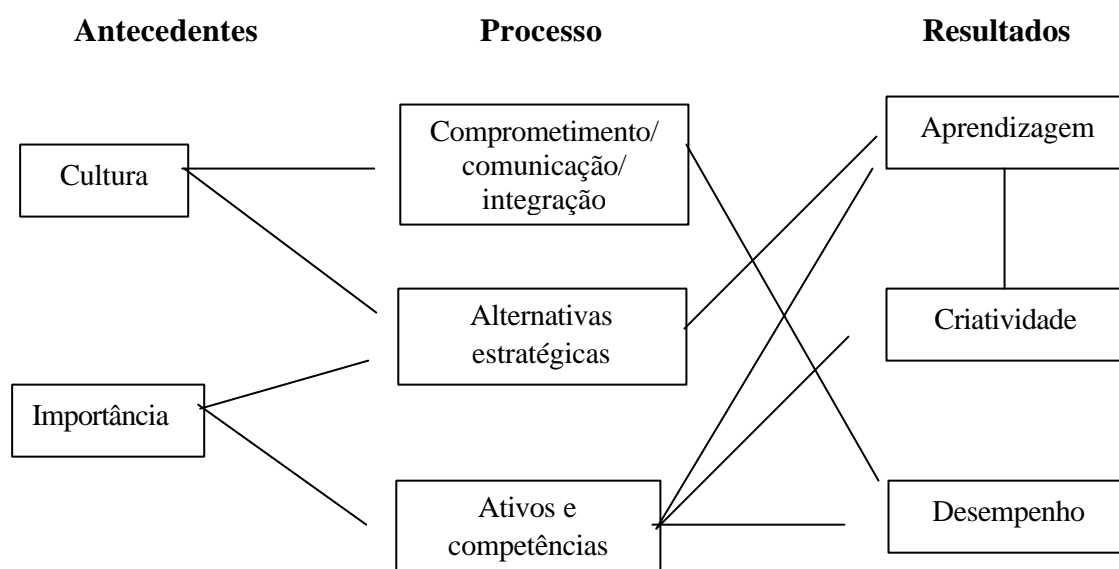 Antecedentes
Processo
Resultados
Cultura
Importância
Comprometimento/
comunicação/
integração
Alternativas
estratégicas
Ativos e
competências
Aprendizagem
Criatividade
Desempenho